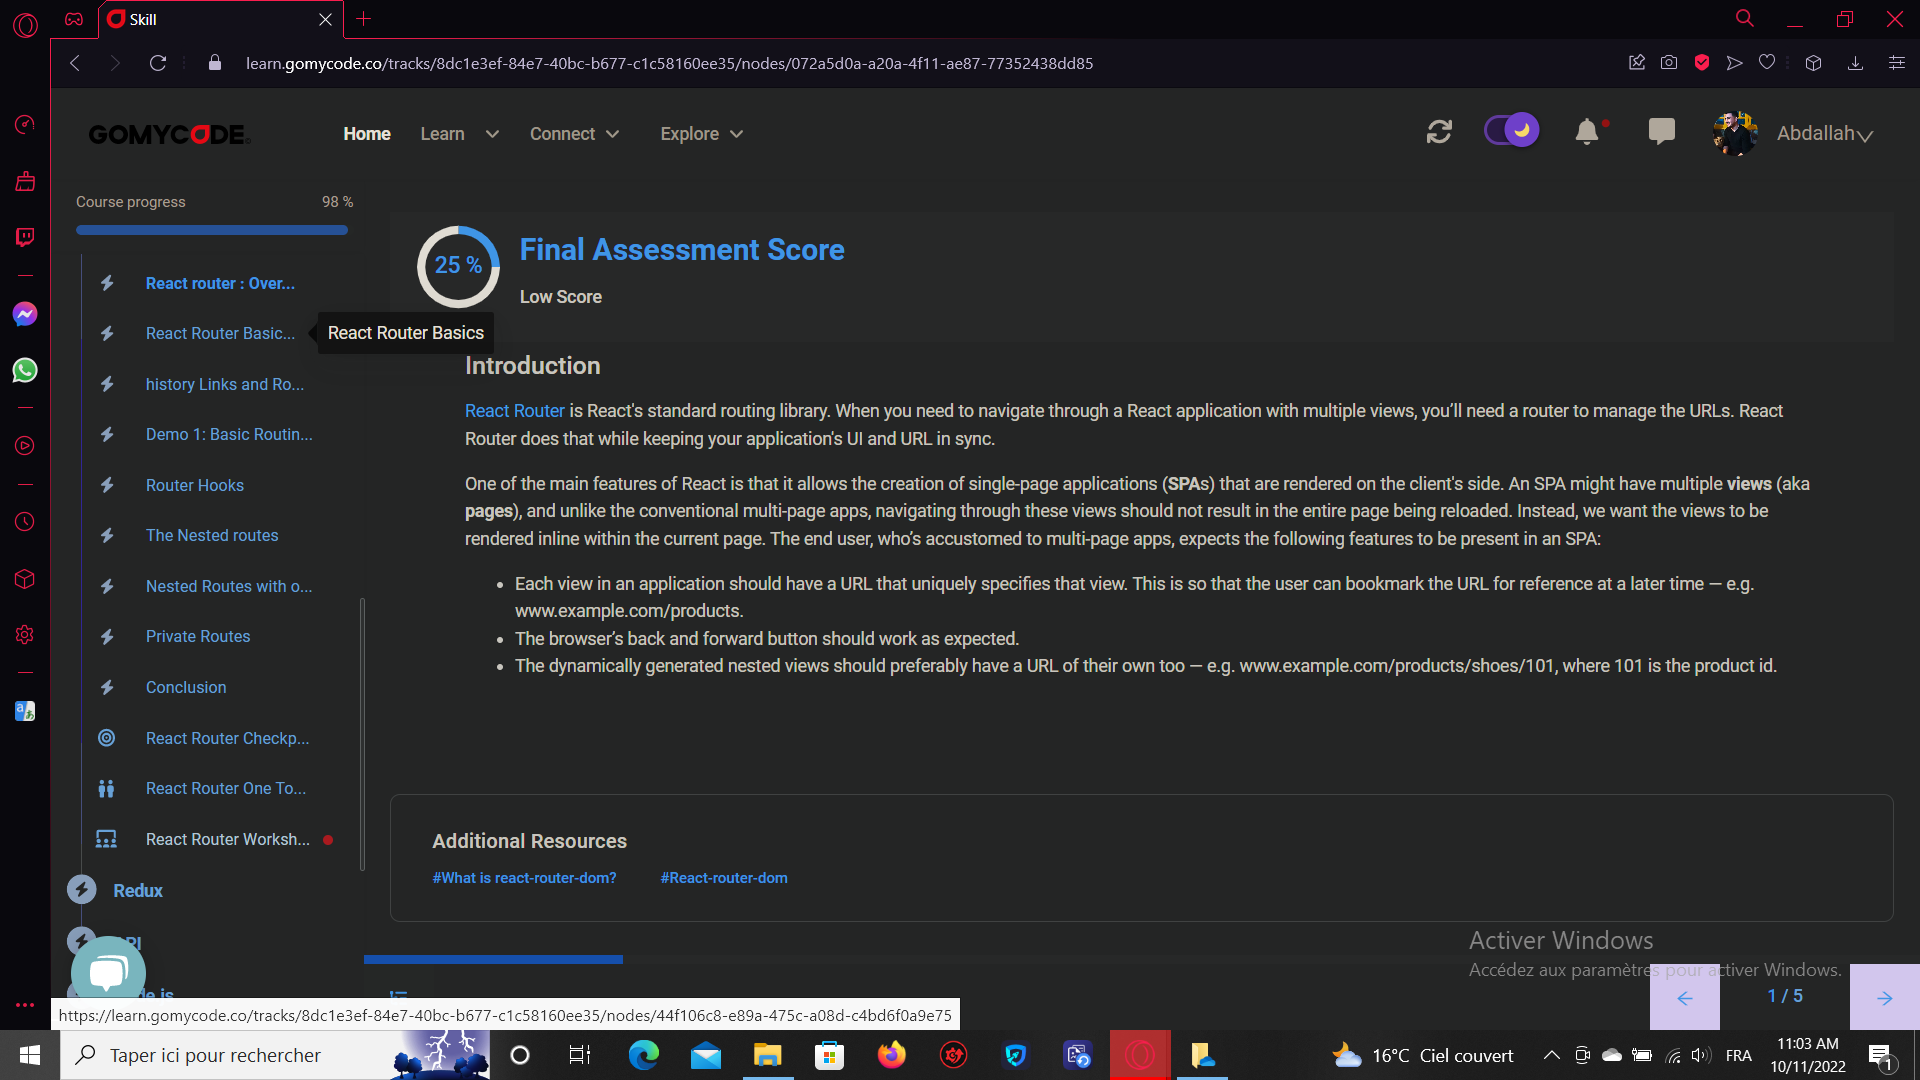 Skill
learn.gomycode.co/tracks/8dc1e3ef-84e7-40bc-b677-c1c58160ee35/nodes/072a5d0a-a20a-4f11-ae87-77352438dd85
GOMYCODE
Home
Learn
Connect
Explore
Abdallah
Course progress
98 %
React router : Over...
React Router Basic...
React Router Basics
history Links and Ro...
Demo 1: Basic Routin...
Router Hooks
The Nested routes
Nested Routes with o...
Private Routes
Conclusion
React Router Checkp...
React Router One To...
React Router Worksh...
Redux
25 %
Final Assessment Score
Low Score
Introduction
React Router is React's standard routing library. When you need to navigate through a React application with multiple views, you’ll need a router to manage the URLs. React
Router does that while keeping your application's UI and URL in sync.
One of the main features of React is that it allows the creation of single-page applications (SPAs) that are rendered on the client's side. An SPA might have multiple views (aka
pages), and unlike the conventional multi-page apps, navigating through these views should not result in the entire page being reloaded. Instead, we want the views to be
rendered inline within the current page. The end user, who’s accustomed to multi-page apps, expects the following features to be present in an SPA:
• Each view in an application should have a URL that uniquely specifies that view. This is so that the user can bookmark the URL for reference at a later time — e.g.
www.example.com/products.
• The browser’s back and forward button should work as expected.
• The dynamically generated nested views should preferably have a URL of their own too — e.g. www.example.com/products/shoes/101, where 101 is the product id.
Additional Resources
#What is react-router-dom?
#React-router-dom
Activer Windows
Accédez aux paramètres pour activer Windows.
1 / 5
https://learn.gomycode.co/tracks/8dc1e3ef-84e7-40bc-b677-c1c58160ee35/nodes/44f106c8-e89a-475c-a08d-c4bd6f0a9e75
Taper ici pour rechercher
16°C Ciel couvert
FRA
11:03 AM
10/11/2022
1